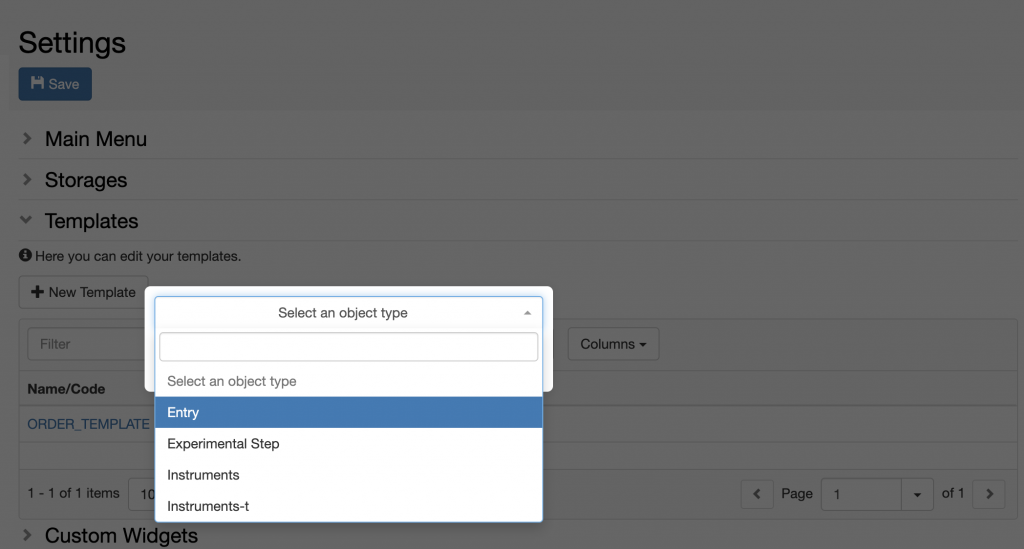 Settings
Save
Main Menu
Storages
Templates
Here you can edit your templates.
New Template
Select an object type
Filter
Columns
Select an object type
Name/Code
Entry
ORDER_TEMPLATE
Experimental Step
Instruments
1 - 1 of 1 items 10 Page 1 of 1
Instruments-t
Custom Widgets